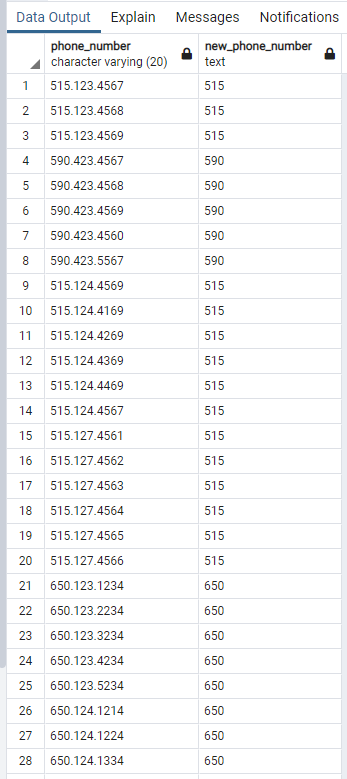 Data Output Explain Messages Notifications
phone_number new_phone_number
character varying (20) text
1 515.123.4567 515
2 515.123.4568 515
3 515.123.4569 515
4 590.423.4567 590
5 590.423.4568 590
6 590.423.4569 590
7 590.423.4560 590
8 590.423.5567 590
9 515.124.4569 515
10 515.124.4169 515
11 515.124.4269 515
12 515.124.4369 515
13 515.124.4469 515
14 515.124.4567 515
15 515.127.4561 515
16 515.127.4562 515
17 515.127.4563 515
18 515.127.4564 515
19 515.127.4565 515
20 515.127.4566 515
21 650.123.1234 650
22 650.123.2234 650
23 650.123.3234 650
24 650.123.4234 650
25 650.123.5234 650
26 650.124.1214 650
27 650.124.1224 650
28 650.124.1334 650